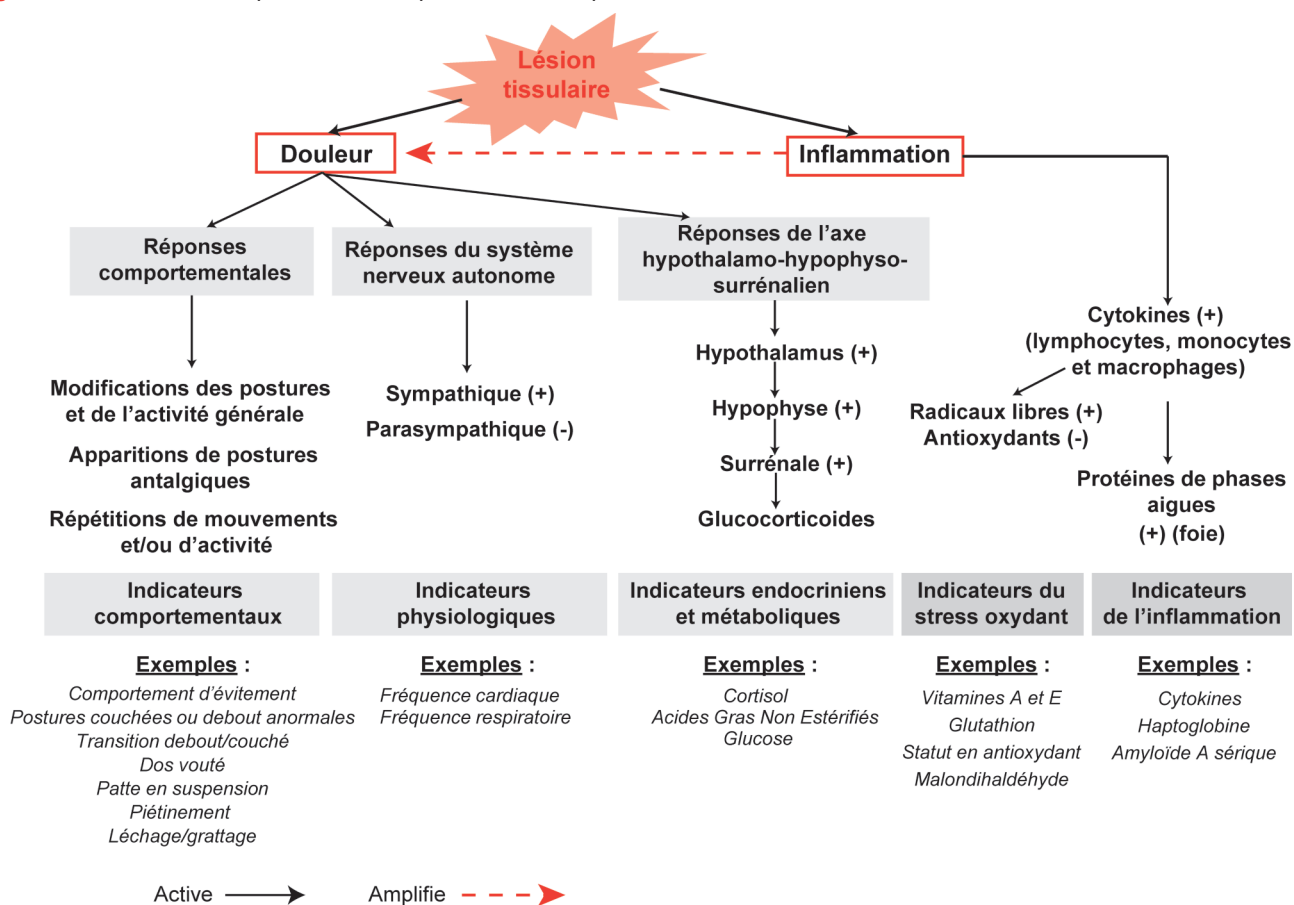 Lésion
tissulaire
Douleur
Inflammation
Réponses
comportementales
Réponses du système
nerveux autonome
Réponses de l'axe
hypothalamo-hypophyso-
surrénalien
Modifications des postures
et de l'activité générale
Apparitions de postures
antalgiques
Répétitions de mouvements
et/ou d'activité
Sympathique (+)
Parasympathique (-)
Hypothalamus (+)
Hypophyse (+)
Surrénale (+)
Glucocorticoides
Cytokines (+)
(lymphocytes, monocytes
et macrophages)
Radicaux libres (+)
Antioxydants (-)
Protéines de phases
aigues
(+) (foie)
Indicateurs
comportementaux
Indicateurs
physiologiques
Indicateurs endocriniens
et métaboliques
Indicateurs du
stress oxydant
Indicateurs
de l'inflammation
Exemples :
Comportement d'évitement
Postures couchées ou debout anormales
Transition debout/couché
Dos vouté
Patte en suspension
Piétinement
Léchage/grattage
Exemples :
Fréquence cardiaque
Fréquence respiratoire
Exemples :
Cortisol
Acides Gras Non Estérifiés
Glucose
Exemples :
Vitamines A et E
Glutathion
Statut en antioxydant
Malondihaldéhyde
Exemples :
Cytokines
Haptoglobine
Amyloïde A sérique
Active
Amplifie